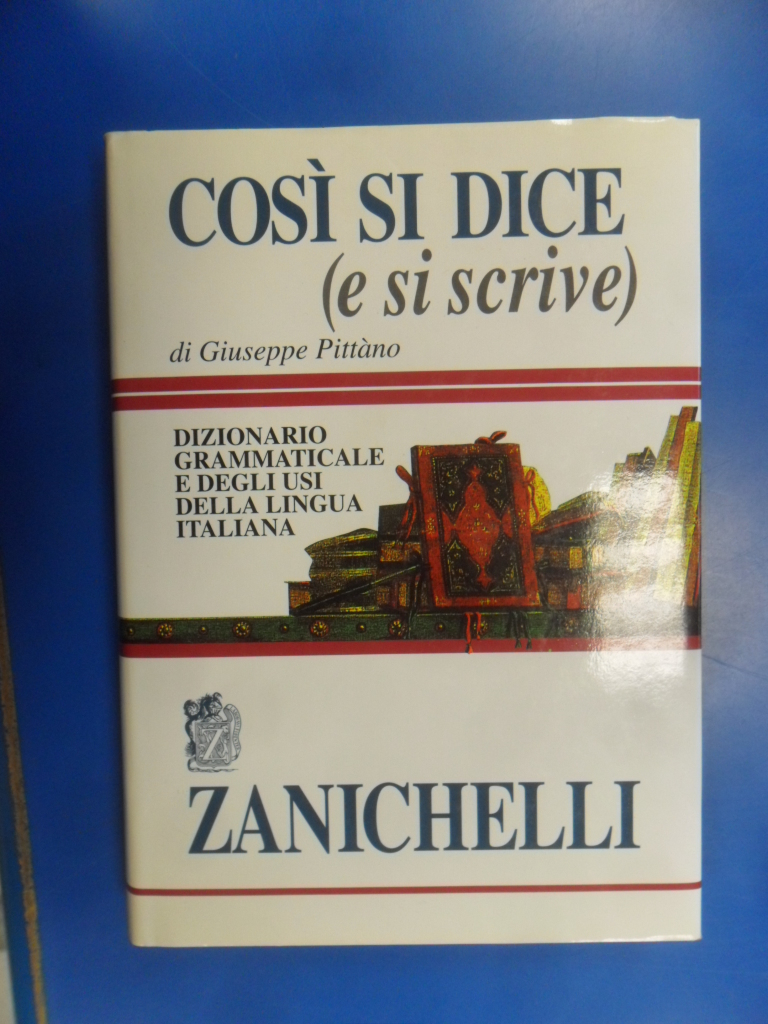 COSÌ SI DICE
(e si scrive)
di Giuseppe Pittàno
DIZIONARIO
GRAMMATICALE
E DEGLI USI
DELLA LINGUA
ITALIANA
Z
ZANICHELLI